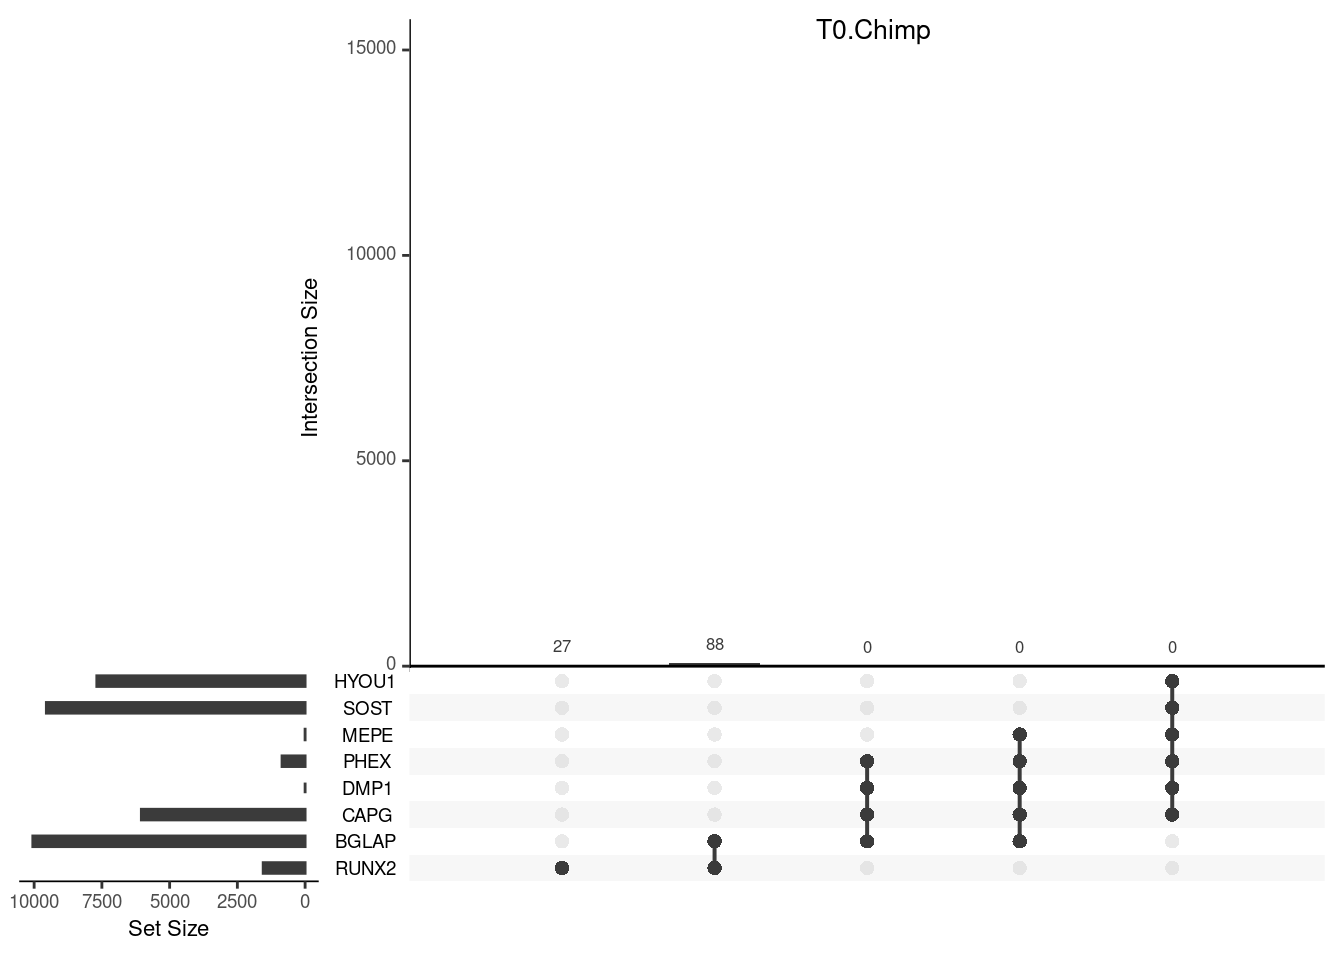 T0.Chimp
15000
10000
5000
0
Intersection Size
27 88 0 0 0
HYOU1
SOST
MEPE
PHEX
DMP1
CAPG
BGLAP
RUNX2
10000 7500 5000 2500 0
Set Size